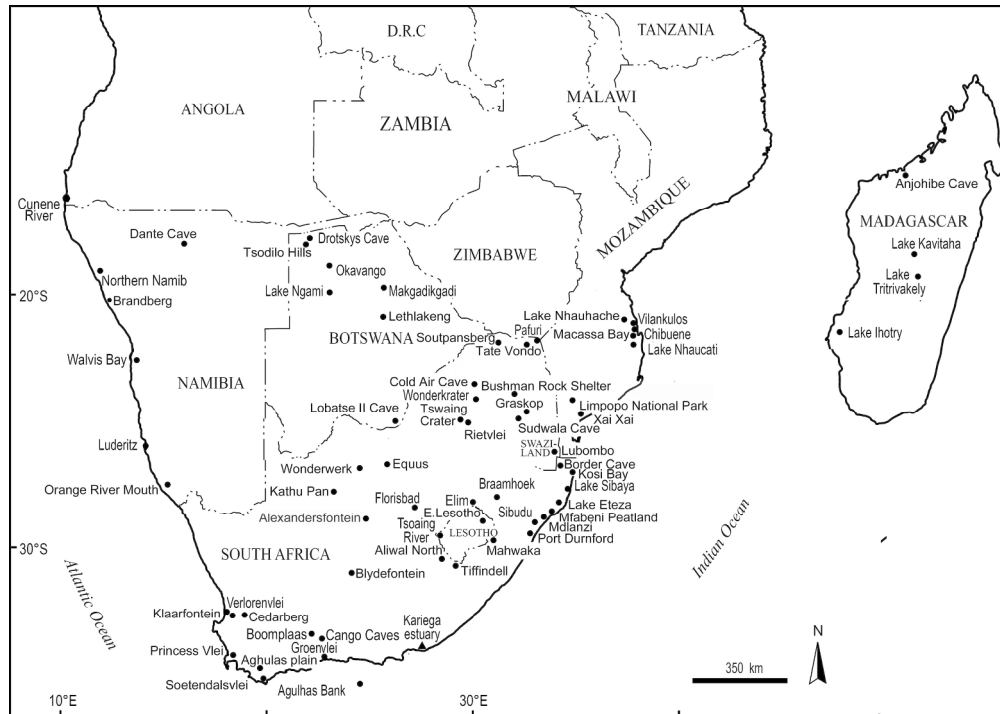 D.R.C
TANZANIA
ANGOLA
ZAMBIA
MALAWI
MOZAMBIQUE
Cunene
River
Anjohibe Cave
MADAGASCAR
Dante Cave
Drotskys Cave
Tsodilo Hills
ZIMBABWE
Lake Kavitaha
Northern Namib
Okavango
Lake
Tritrivakely
20°S
Brandberg
Lake Ngami
Makgadikgadi
Lethlakeng
Lake Nhauhache
Vilankulos
BOTSWANA
Soutpansberg
Pafuri
Macassa Bay
Chibuene
Lake Ihotry
Tate Vondo
Lake Nhaucati
Walvis Bay
NAMIBIA
Cold Air Cave
Bushman Rock Shelter
Wonderkrater
Graskop
Limpopo National Park
Lobatse II Cave
Tswaing
Crater
Rietvlei
Sudwala Cave
Xai Xai
Luderitz
SWAZI-
LAND
Lubombo
Wonderwerk
Equus
Border Cave
Kosi Bay
Orange River Mouth
Kathu Pan
Braamhoek
Lake Sibaya
Florisbad
Elim
Lake Eteza
Alexandersfontein
E.Lesotho
Sibudu
Mfabeni Peatland
Tsoaing
River
LESOTHO
Mdlanzi
Port Durnford
30°S
SOUTH AFRICA
Aliwal North
Mahwaka
Blydefontein
Tiffindell
Indian Ocean
Atlantic Ocean
Klaarfontein
Verlorenvlei
Cedarberg
Boomplaas
Cango Caves
Kariega
estuary
Princess Vlei
Groenvlei
Aghulas plain
Soetendalsvlei
Agulhas Bank
N
350 km
10°E
30°E